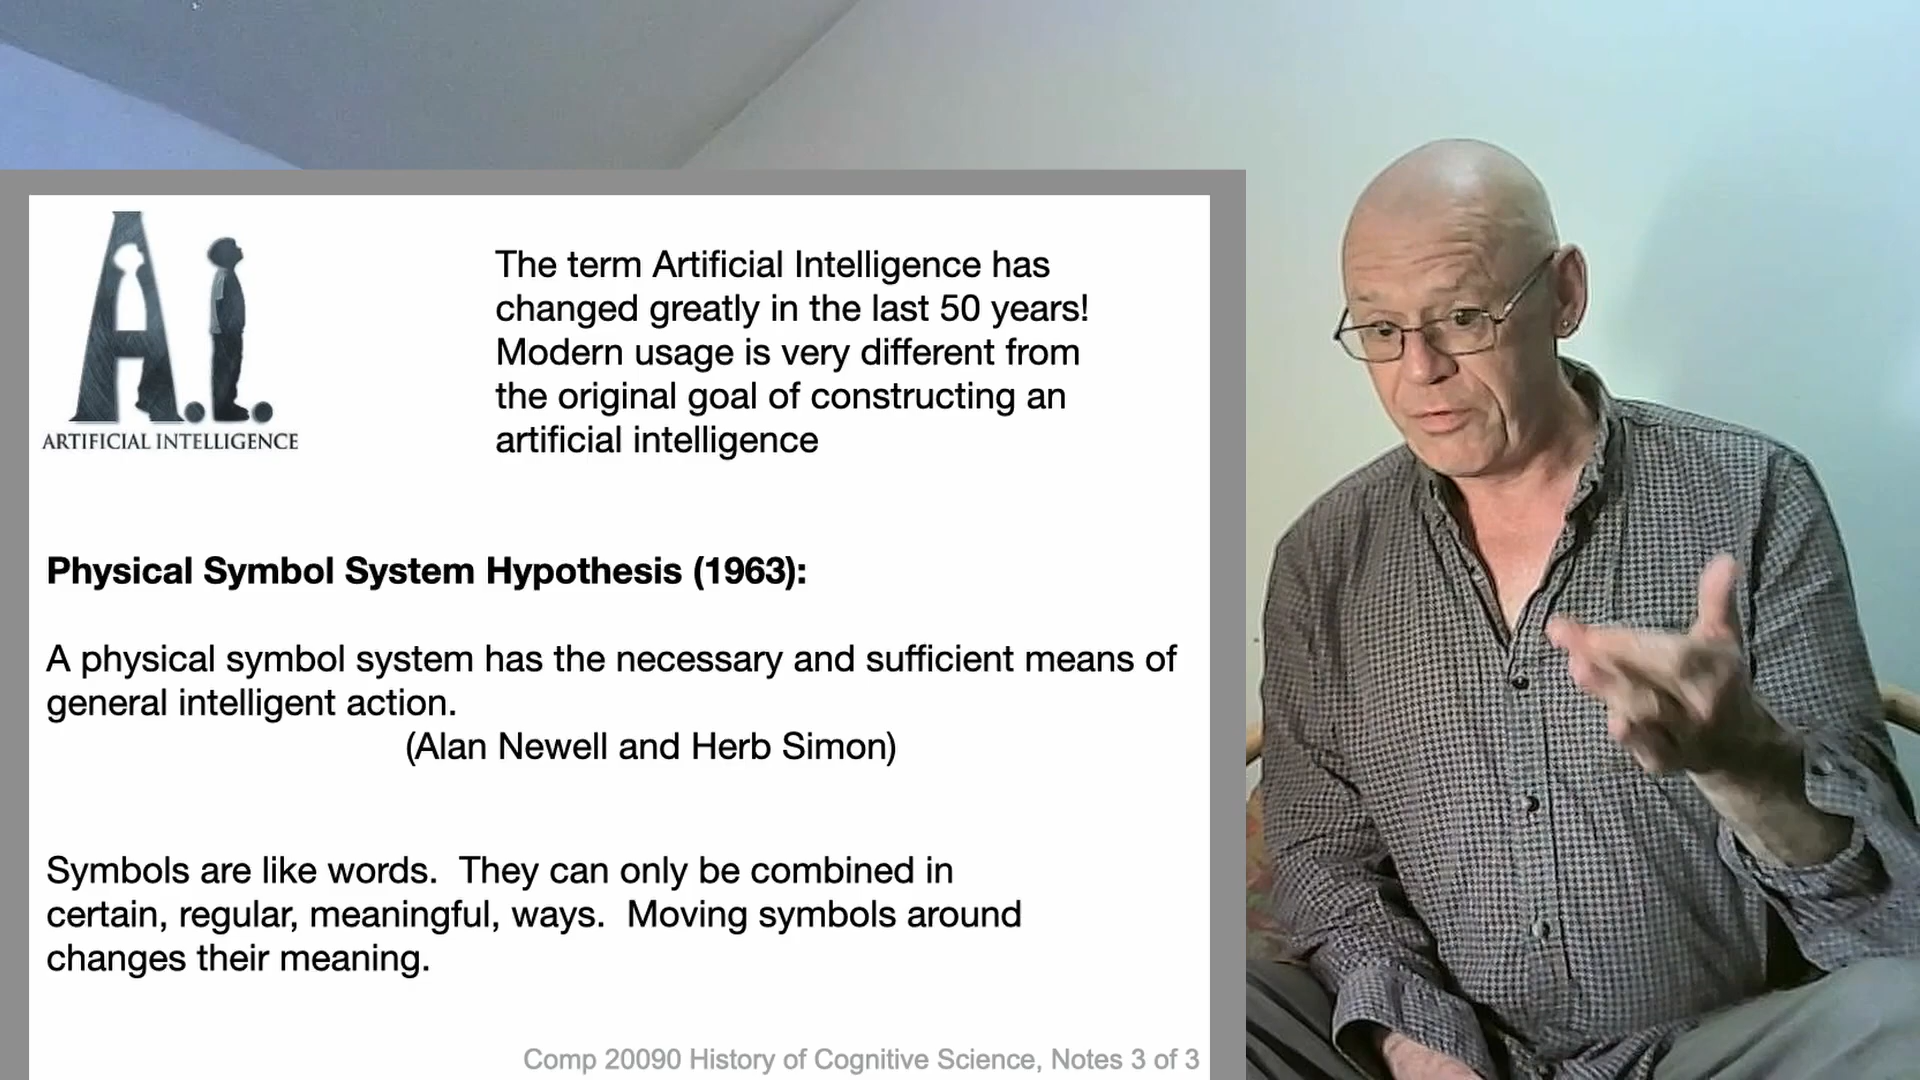 A.I.
ARTIFICIAL INTELLIGENCE
The term Artificial Intelligence has
changed greatly in the last 50 years!
Modern usage is very different from
the original goal of constructing an
artificial intelligence
Physical Symbol System Hypothesis (1963):
A physical symbol system has the necessary and sufficient means of
general intelligent action.
(Alan Newell and Herb Simon)
Symbols are like words.  They can only be combined in
certain, regular, meaningful, ways.  Moving symbols around
changes their meaning.
Comp 20090 History of Cognitive Science, Notes 3 of 3